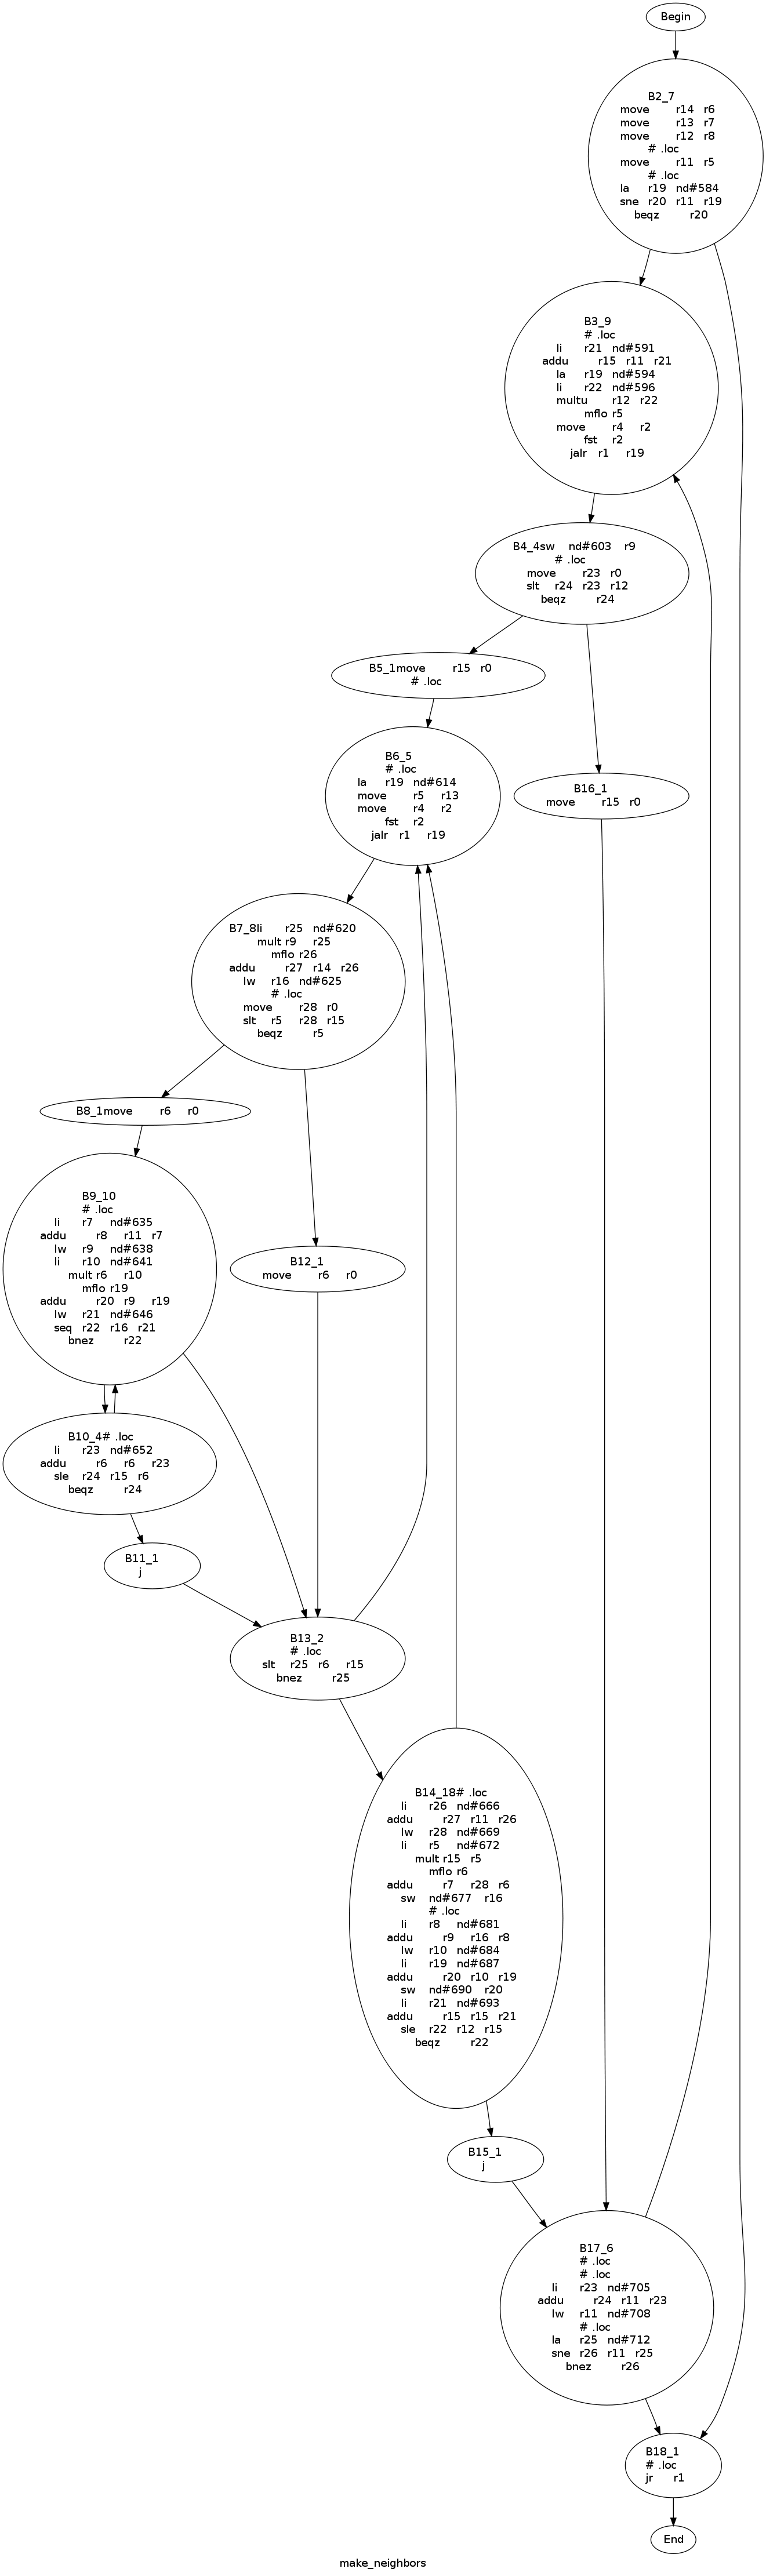 Begin
B2_7
move r14 r6
move r13 r7
move r12 r8
# .loc
move r11 r5
# .loc
la r19 nd#584
sne r20 r11 r19
beqz r20
B3_9
# .loc
li r21 nd#591
addu r15 r11 r21
la r19 nd#594
li r22 nd#596
multu r12 r22
mflo r5
move r4 r2
fst r2
jalr r1 r19
B4_4sw nd#603 r9
# .loc
move r23 r0
slt r24 r23 r12
beqz r24
B5_1move r15 r0
# .loc
B6_5
# .loc
la r19 nd#614
move r5 r13
move r4 r2
fst r2
jalr r1 r19
B16_1
move r15 r0
B7_8li r25 nd#620
mult r9 r25
mflo r26
addu r27 r14 r26
lw r16 nd#625
# .loc
move r28 r0
slt r5 r28 r15
beqz r5
B8_1move r6 r0
B9_10
# .loc
li r7 nd#635
addu r8 r11 r7
lw r9 nd#638
li r10 nd#641
mult r6 r10
mflo r19
addu r20 r9 r19
lw r21 nd#646
seq r22 r16 r21
bnez r22
B12_1
move r6 r0
B10_4# .loc
li r23 nd#652
addu r6 r6 r23
sle r24 r15 r6
beqz r24
B11_1
j
B13_2
# .loc
slt r25 r6 r15
bnez r25
B14_18# .loc
li r26 nd#666
addu r27 r11 r26
lw r28 nd#669
li r5 nd#672
mult r15 r5
mflo r6
addu r7 r28 r6
sw nd#677 r16
# .loc
li r8 nd#681
addu r9 r16 r8
lw r10 nd#684
li r19 nd#687
addu r20 r10 r19
sw nd#690 r20
li r21 nd#693
addu r15 r15 r21
sle r22 r12 r15
beqz r22
B15_1
j
B17_6
# .loc
# .loc
li r23 nd#705
addu r24 r11 r23
lw r11 nd#708
# .loc
la r25 nd#712
sne r26 r11 r25
bnez r26
B18_1
# .loc
jr r1
End
make_neighbors